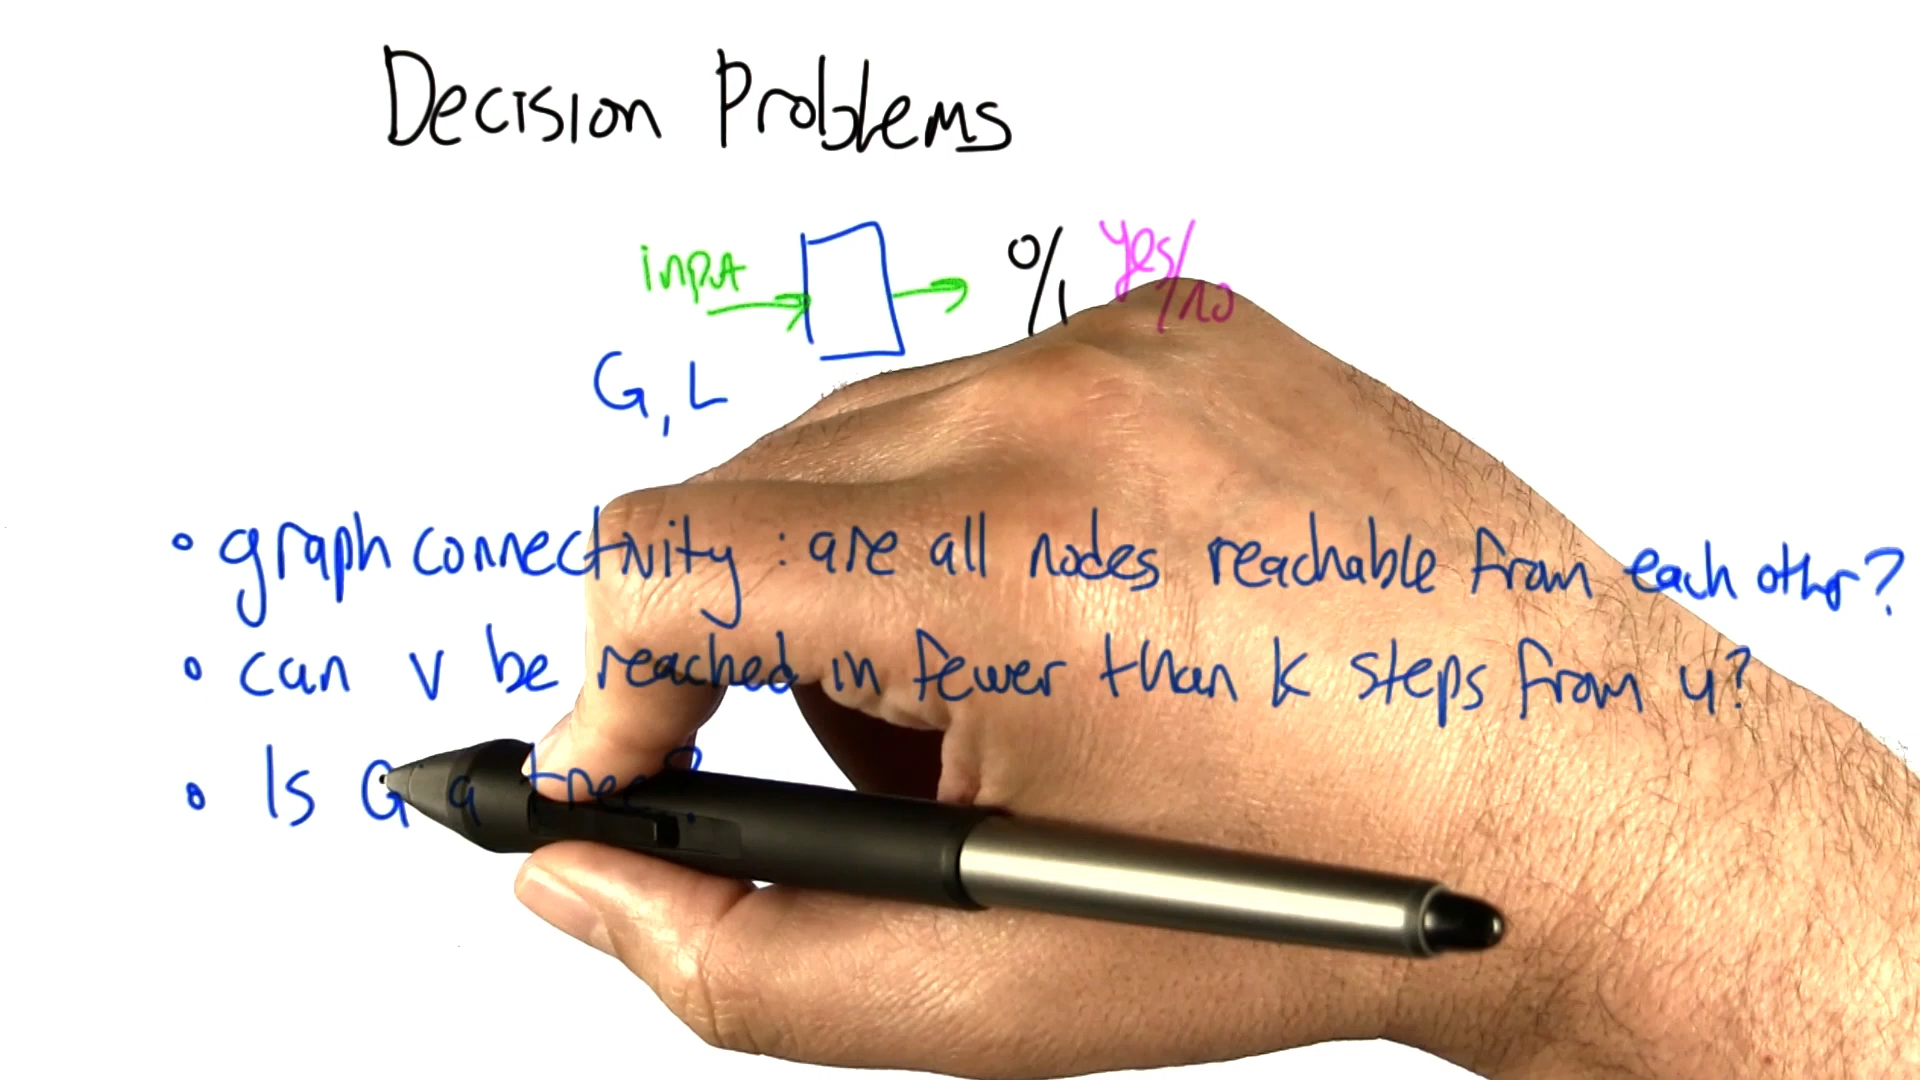 Decision Problems
input 0/1 yes/no
G, L
• graph connectivity: are all nodes reachable from each other?
• can v be reached in fewer than k steps from u?
• Is G a tree?